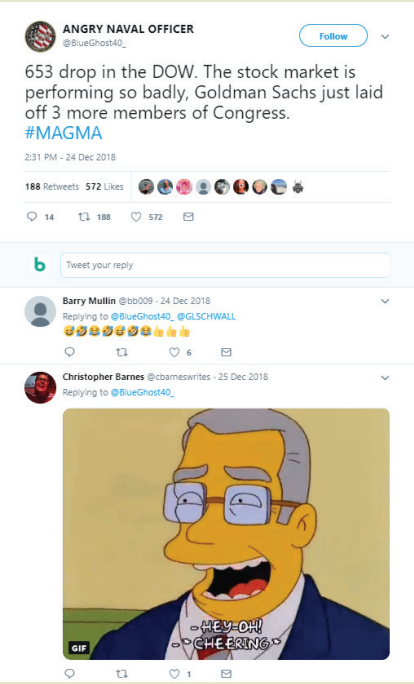 ANGRY NAVAL OFFICER
@BlueGhost40_
Follow
653 drop in the DOW. The stock market is
performing so badly, Goldman Sachs just laid
off 3 more members of Congress.
#MAGMA
2:31 PM - 24 Dec 2018
188 Retweets 572 Likes
14 188 572
b
Tweet your reply
Barry Mullin @bb009 · 24 Dec 2018
Replying to @BlueGhost40_ @GLSCHWALL
😅🤣😂🤣😅🤣😂👍👍👍
6
Christopher Barnes @cbarneswrites · 25 Dec 2018
Replying to @BlueGhost40_
- HEY-OH!
- * CHEERING *
GIF
1